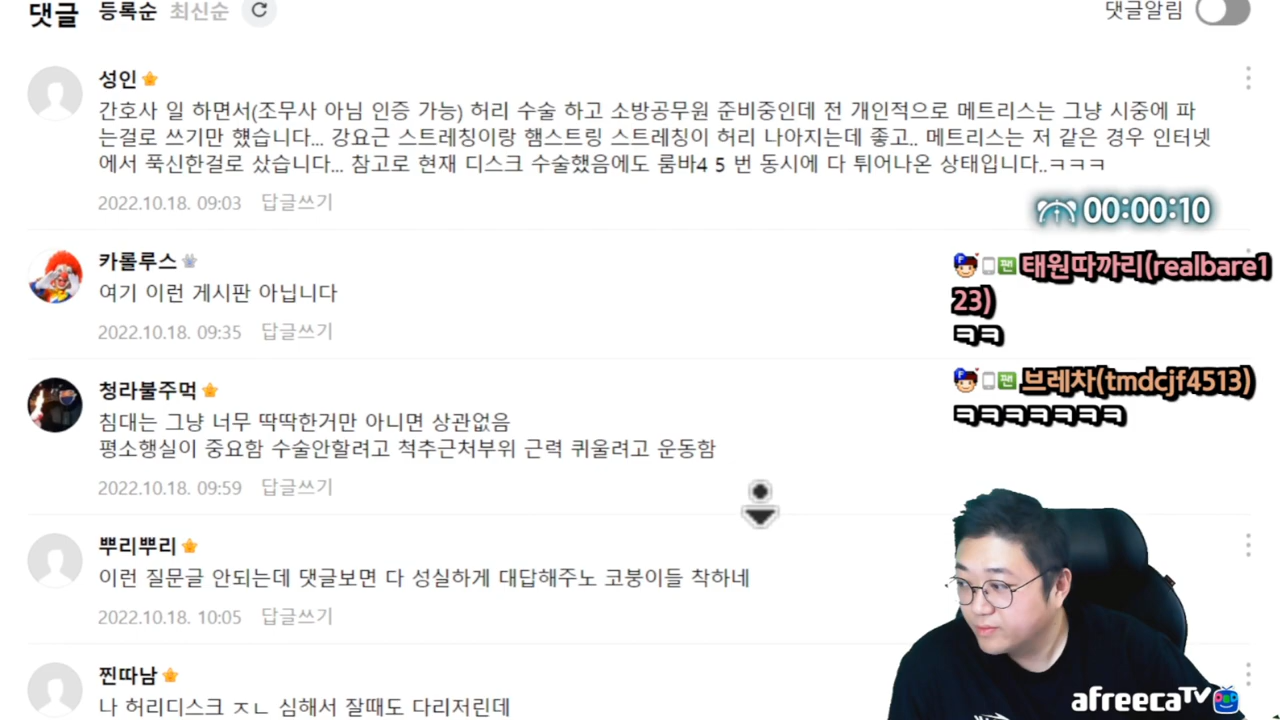 댓글 등록순 최신순
댓글알림
성인
간호사 일 하면서(조무사 아님 인증 가능) 허리 수술 하고 소방공무원 준비중인데 전 개인적으로 메트리스는 그냥 시중에 파
는걸로 쓰기만 했습니다... 강요근 스트레칭이랑 햄스트링 스트레칭이 허리 나아지는데 좋고.. 메트리스는 저 같은 경우 인터넷
에서 푹신한걸로 샀습니다... 참고로 현재 디스크 수술했음에도 룸바4 5 번 동시에 다 튀어나온 상태입니다..ㅋㅋㅋ
2022.10.18. 09:03 답글쓰기
00:00:10
카롤루스
여기 이런 게시판 아닙니다
2022.10.18. 09:35 답글쓰기
팬 태원따까리(realbare1
23)
ㅋㅋ
팬 브레차(tmdcjf4513)
ㅋㅋㅋㅋㅋㅋㅋ
청라불주먹
침대는 그냥 너무 딱딱한거만 아니면 상관없음
평소행실이 중요함 수술안할려고 척추근처부위 근력 퀴울려고 운동함
2022.10.18. 09:59 답글쓰기
뿌리뿌리
이런 질문글 안되는데 댓글보면 다 성실하게 대답해주노 코붕이들 착하네
2022.10.18. 10:05 답글쓰기
찐따남
나 허리디스크 ㅈㄴ 심해서 잘때도 다리저린데
afreecaTV